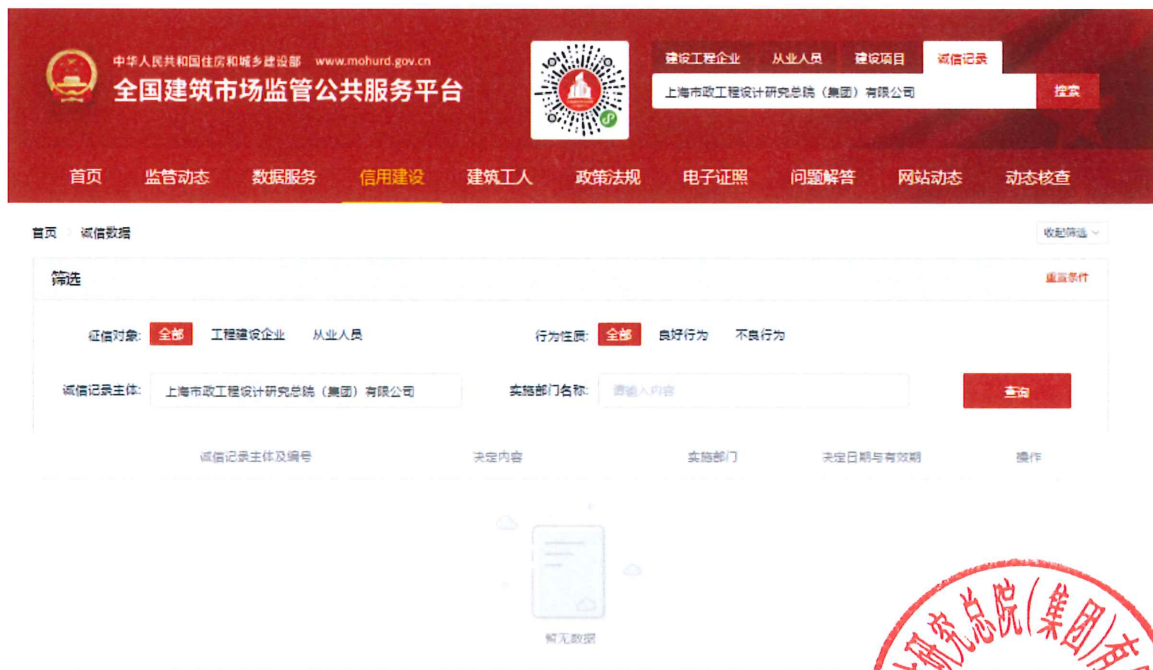 中华人民共和国住房和城乡建设部 www.mohurd.gov.cn
全国建筑市场监管公共服务平台
建设工程企业 从业人员 建设项目 诚信记录
上海市政工程设计研究总院（集团）有限公司 搜索
首页 监管动态 数据服务 信用建设 建筑工人 政策法规 电子证照 问题解答 网站动态 动态核查
首页 诚信数据 收起筛选
筛选 重置条件
征信对象: 全部 工程建设企业 从业人员 行为性质: 全部 良好行为 不良行为
诚信记录主体: 上海市政工程设计研究总院（集团）有限公司 实施部门名称: 请输入内容 查询
诚信记录主体及编号 决定内容 实施部门 决定日期与有效期 操作
暂无数据
研究总院(集团)有